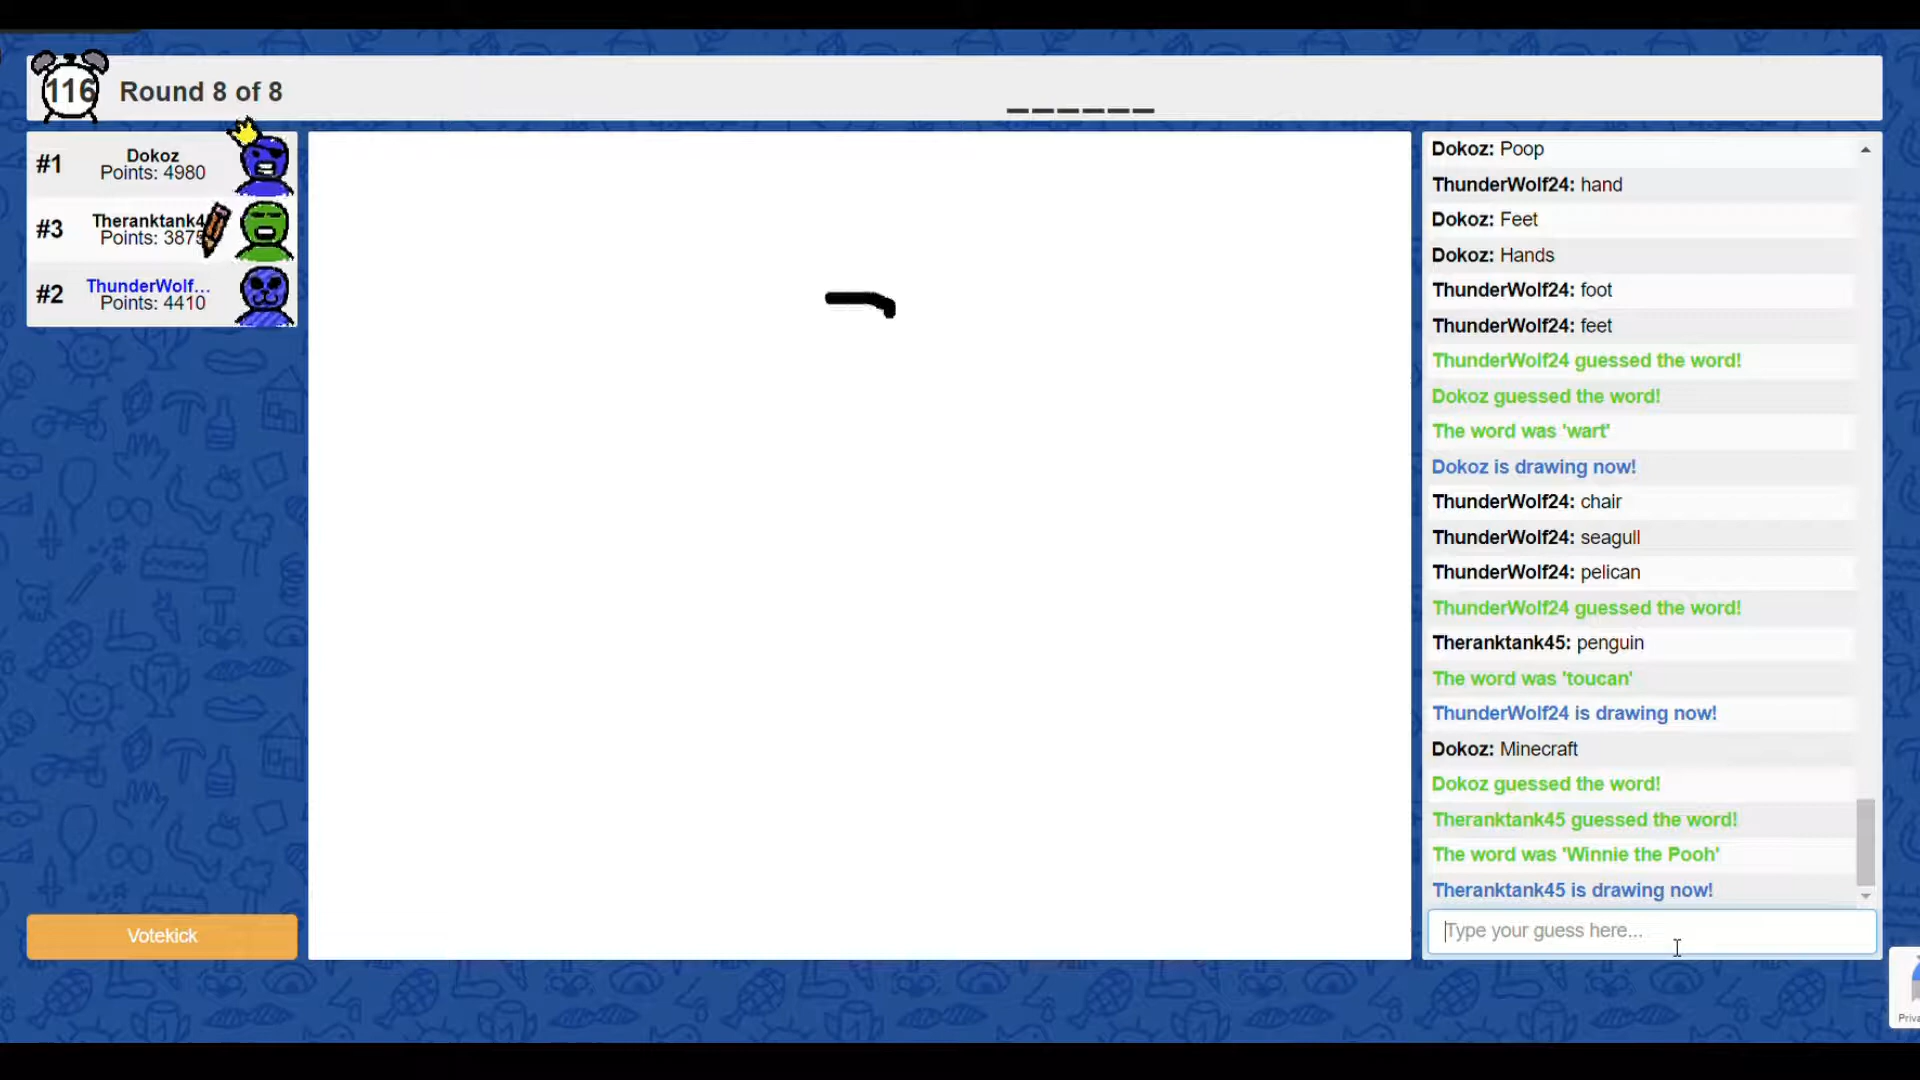 116
Round 8 of 8
______
#1
Dokoz
Points: 4980
#3
Theranktank4
Points: 3875
#2
ThunderWolf...
Points: 4410
Votekick
Dokoz: Poop
ThunderWolf24: hand
Dokoz: Feet
Dokoz: Hands
ThunderWolf24: foot
ThunderWolf24: feet
ThunderWolf24 guessed the word!
Dokoz guessed the word!
The word was 'wart'
Dokoz is drawing now!
ThunderWolf24: chair
ThunderWolf24: seagull
ThunderWolf24: pelican
ThunderWolf24 guessed the word!
Theranktank45: penguin
The word was 'toucan'
ThunderWolf24 is drawing now!
Dokoz: Minecraft
Dokoz guessed the word!
Theranktank45 guessed the word!
The word was 'Winnie the Pooh'
Theranktank45 is drawing now!
Type your guess here...
Priva